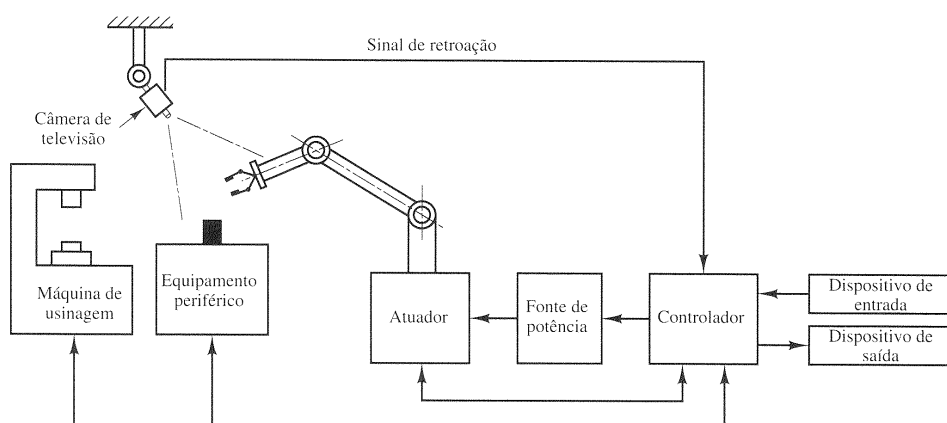 Sinal de retroação
Câmera de
televisão
Máquina de
usinagem
Equipamento
periférico
Atuador
Fonte de
potência
Controlador
Dispositivo de
entrada
Dispositivo de
saída